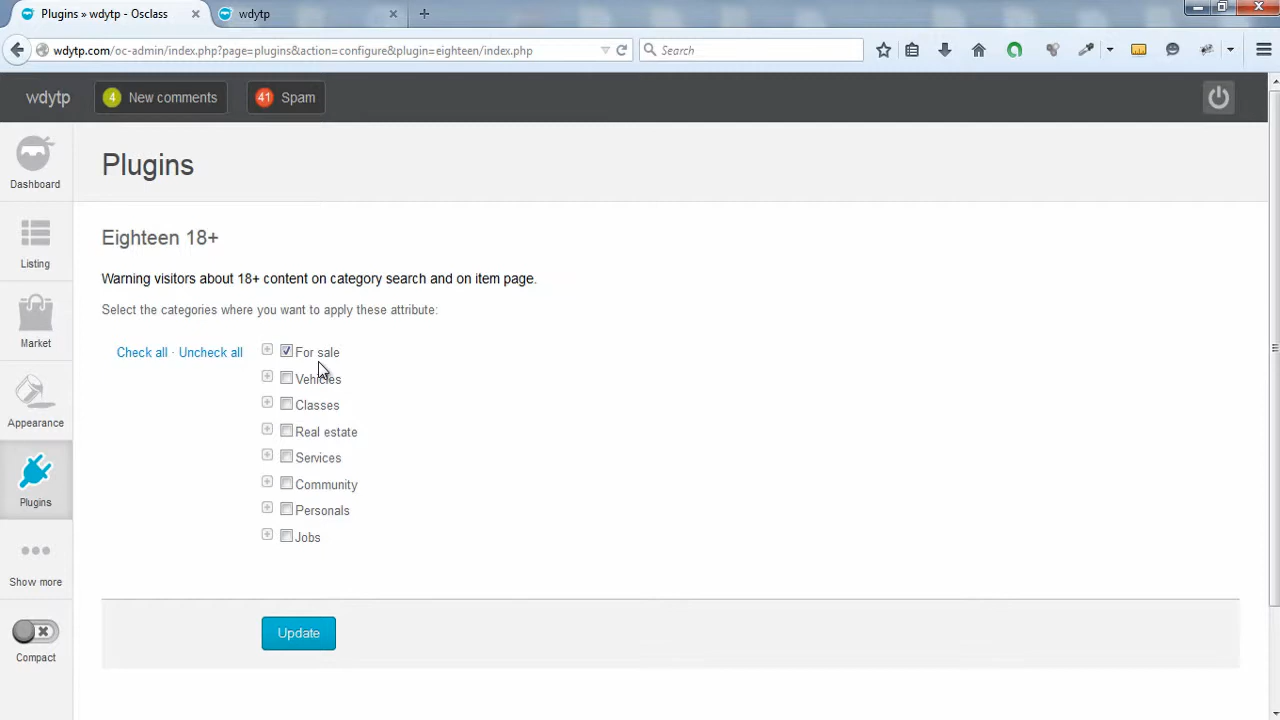 Plugins » wdytp - Osclass
wdytp
wdytp.com/oc-admin/index.php?page=plugins&action=configure&plugin=eighteen/index.php
Search
wdytp
4 New comments
41 Spam
Dashboard
Listing
Market
Appearance
Plugins
Show more
Compact
Plugins
Eighteen 18+
Warning visitors about 18+ content on category search and on item page.
Select the categories where you want to apply these attribute:
Check all · Uncheck all
For sale
Vehicles
Classes
Real estate
Services
Community
Personals
Jobs
Update